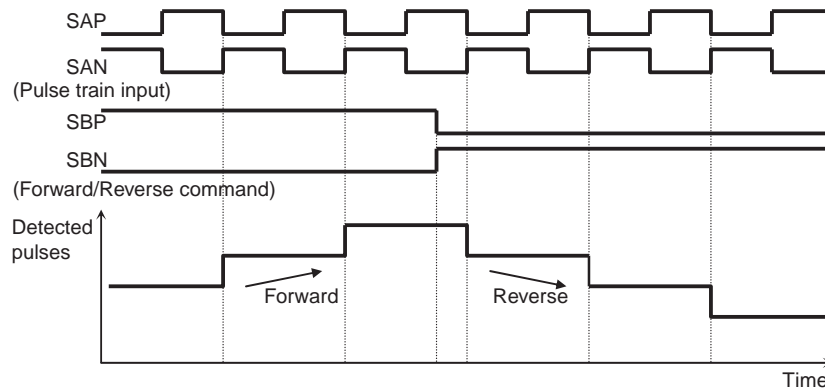 SAP
SAN
(Pulse train input)
SBP
SBN
(Forward/Reverse command)
Detected
pulses
Forward
Reverse
Time